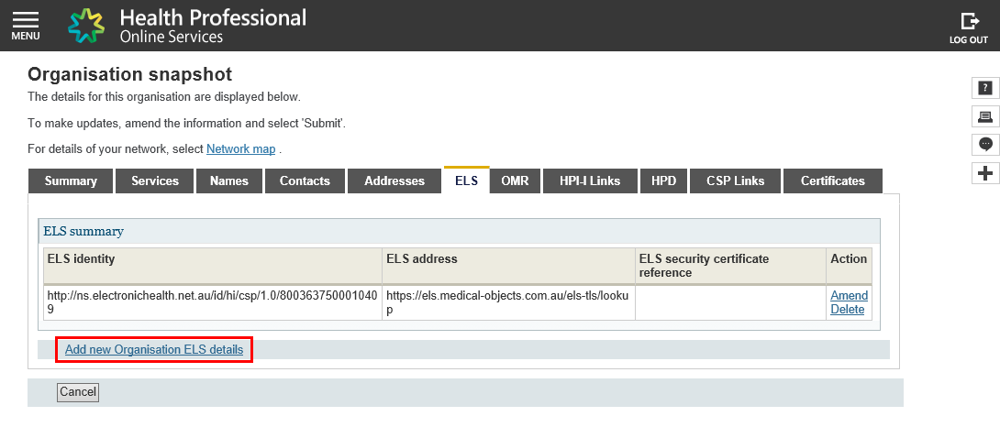 MENU
Health Professional
Online Services
LOG OUT
Organisation snapshot
The details for this organisation are displayed below.
To make updates, amend the information and select 'Submit'.
For details of your network, select Network map .
Summary Services Names Contacts Addresses ELS OMR HPI-I Links HPD CSP Links Certificates
ELS summary
ELS identity ELS address ELS security certificate reference Action
http://ns.electronichealth.net.au/id/hi/csp/1.0/800363750001040
9
https://els.medical-objects.com.au/els-tls/looku
p
Amend
Delete
Add new Organisation ELS details
Cancel
?